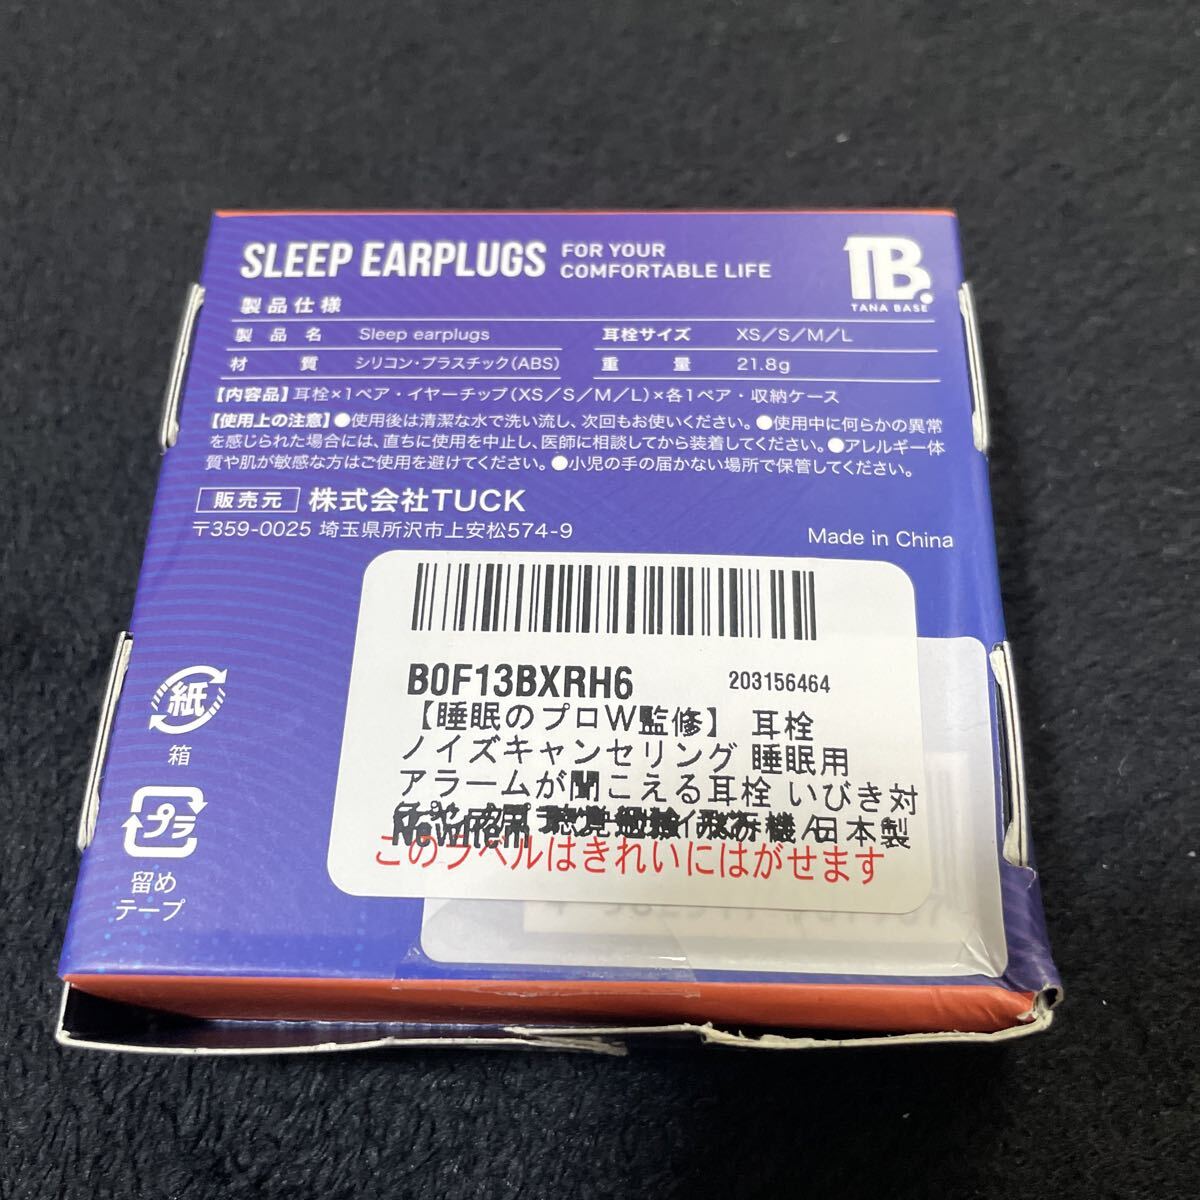 SLEEP EARPLUGS FOR YOUR COMFORTABLE LIFE
TB.
TANA BASE
製品仕様
製品名 Sleep earplugs 耳栓サイズ XS／S／M／L
材質 シリコン・プラスチック(ABS) 重量 21.8g
【内容品】耳栓×1ペア・イヤーチップ(XS／S／M／L)×各1ペア・収納ケース
【使用上の注意】●使用後は清潔な水で洗い流し、次回もお使いください。●使用中に何らかの異常
を感じられた場合には、直ちに使用を中止し、医師に相談してから装着してください。●アレルギー体
質や肌が敏感な方はご使用を避けてください。●小児の手の届かない場所で保管してください。
販売元 株式会社TUCK
〒359-0025 埼玉県所沢市上安松574-9
Made in China
紙
箱
プラ
留め
テープ
B0F13BXRH6 203156464
【睡眠のプロW監修】 耳栓
ノイズキャンセリング 睡眠用
アラームが聞こえる耳栓 いびき対
NewItem 日本製
このラベルはきれいにはがせます